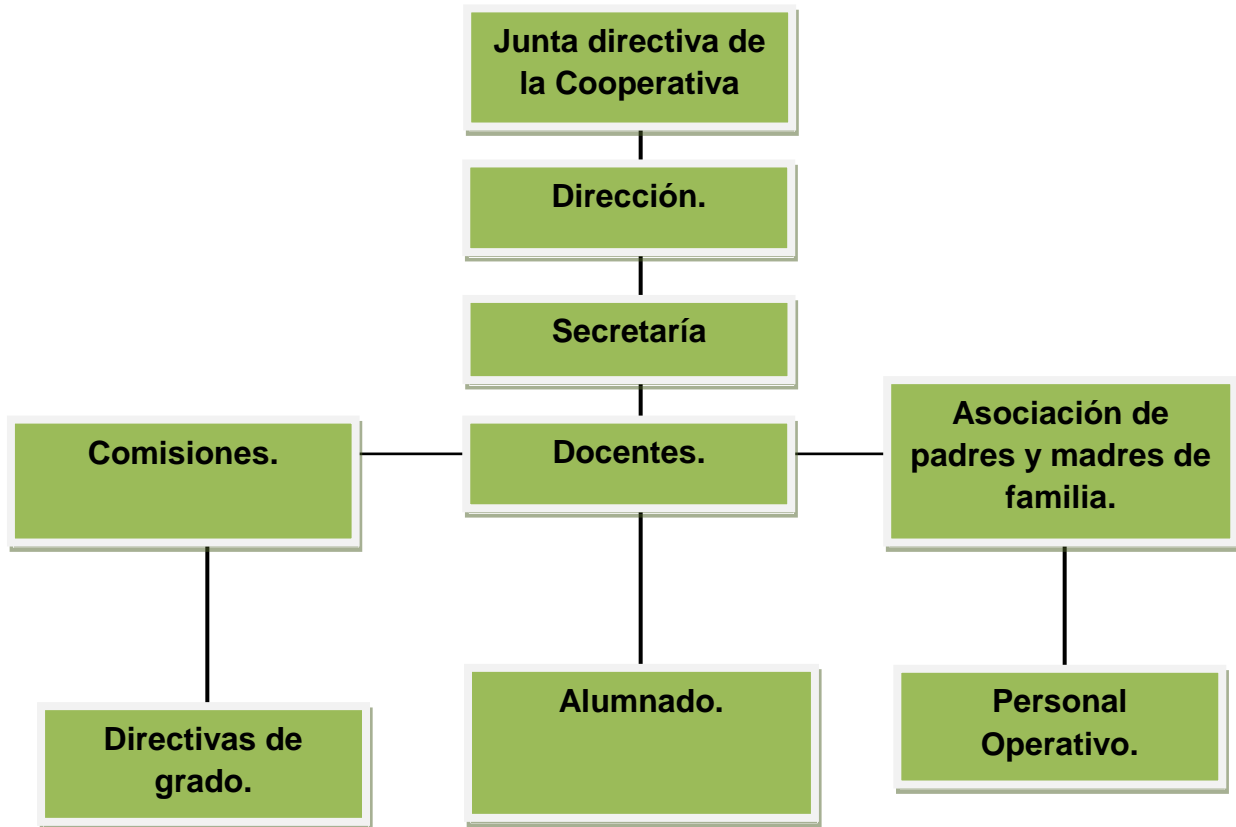 Junta directiva de
la Cooperativa
Dirección.
Secretaría
Comisiones.
Docentes.
Asociación de
padres y madres de
familia.
Directivas de
grado.
Alumnado.
Personal
Operativo.